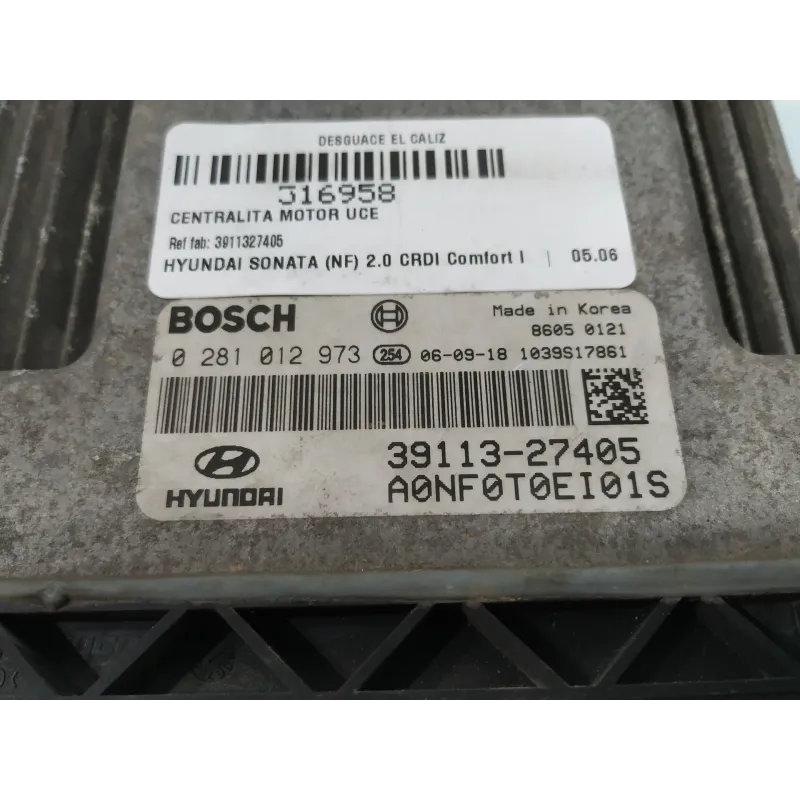 DESGUACE EL CALIZ
316958
CENTRALITA MOTOR UCE
Ref fab: 3911327405
HYUNDAI SONATA (NF) 2.0 CRDI Comfort I | 05.06
BOSCH Made in Korea
8605 0121
0 281 012 973 254 06-09-18 1039S17861
39113-27405
HYUNDAI A0NF0T0EI01S